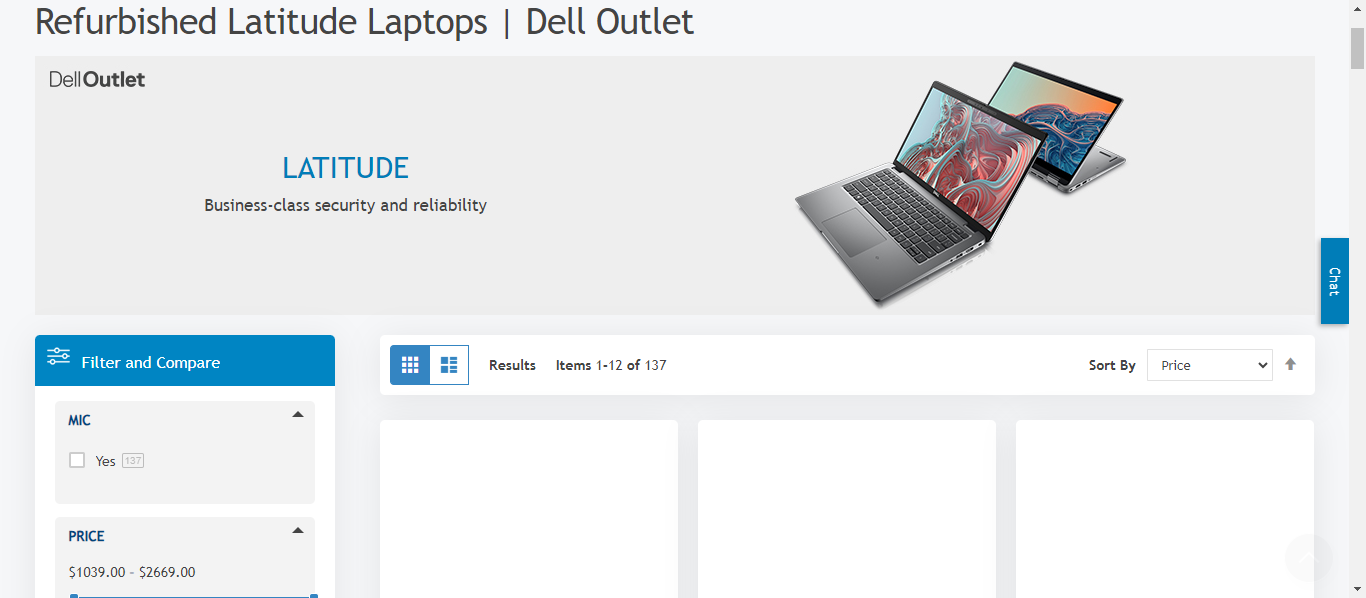 Refurbished Latitude Laptops | Dell Outlet
DellOutlet
LATITUDE
Business-class security and reliability
Chat
Filter and Compare
Results Items 1-12 of 137
Sort By Price
MIC
Yes 137
PRICE
$1039.00 - $2669.00